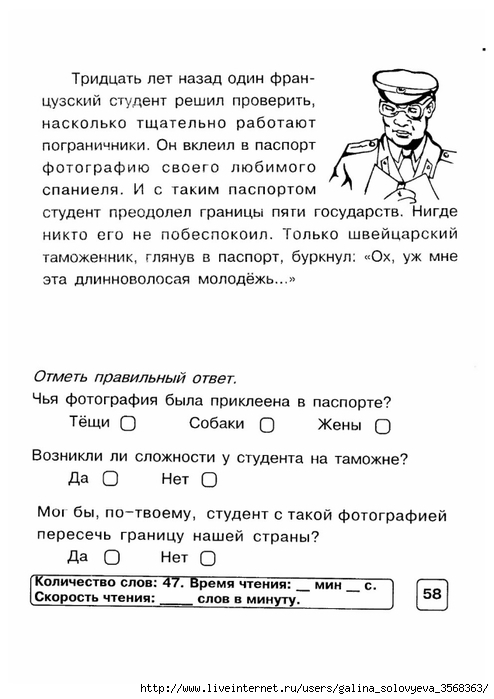 Тридцать лет назад один фран-
цузский студент решил проверить,
насколько тщательно работают
пограничники. Он вклеил в паспорт
фотографию своего любимого
спаниеля. И с таким паспортом
студент преодолел границы пяти государств. Нигде
никто его не побеспокоил. Только швейцарский
таможенник, глянув в паспорт, буркнул: «Ох, уж мне
эта длинноволосая молодёжь...»
Отметь правильный ответ.
Чья фотография была приклеена в паспорте?
Тёщи Собаки Жены
Возникли ли сложности у студента на таможне?
Да Нет
Мог бы, по-твоему, студент с такой фотографией
пересечь границу нашей страны?
Да Нет
Количество слов: 47. Время чтения: __ мин __ с.
Скорость чтения: ____ слов в минуту.
58
http://www.liveinternet.ru/users/galina_solovyeva_3568363/